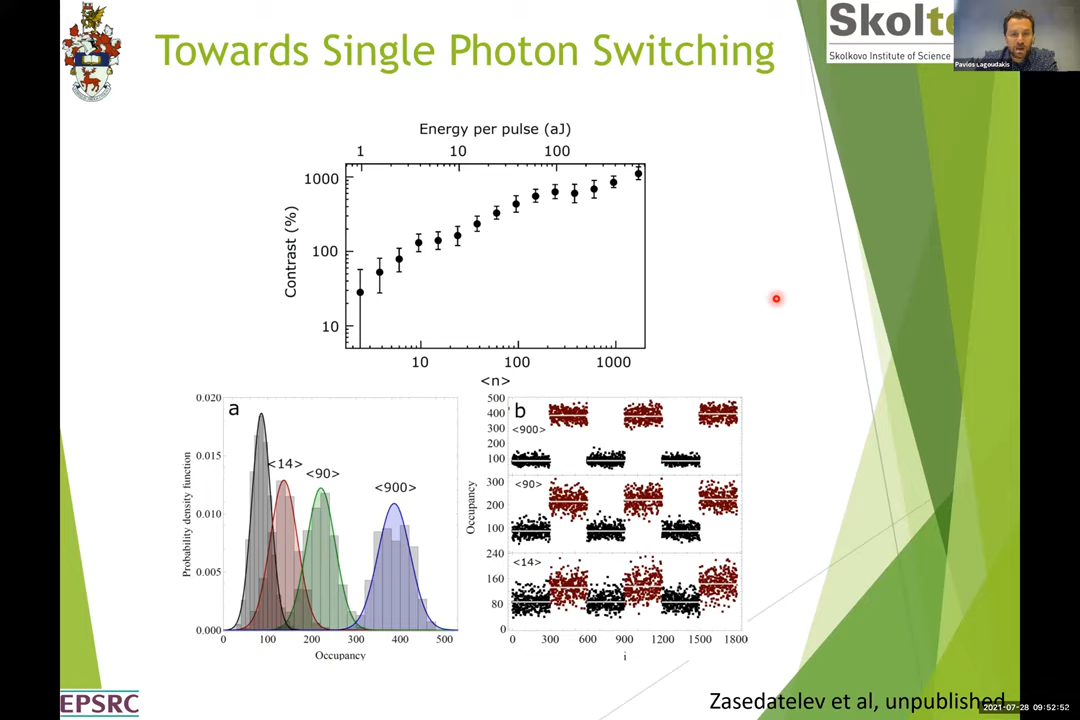 Towards Single Photon Switching
Skolte
Skolkovo Institute of Science
Pavlos Lagoudakis
Energy per pulse (aJ)
1 10 100
Contrast (%)
1000
100
10
10 100 1000
<n>
a
Probability density function
0.020
0.015
0.010
0.005
0.000
<14>
<90>
<900>
0 100 200 300 400 500
Occupancy
b
Occupancy
500
400
300
200
100
<900>
300
200
100
<90>
240
160
80
0
<14>
0 300 600 900 1200 1500 1800
i
EPSRC
Zasedatelev et al, unpublished
2021-07-28 09:52:52